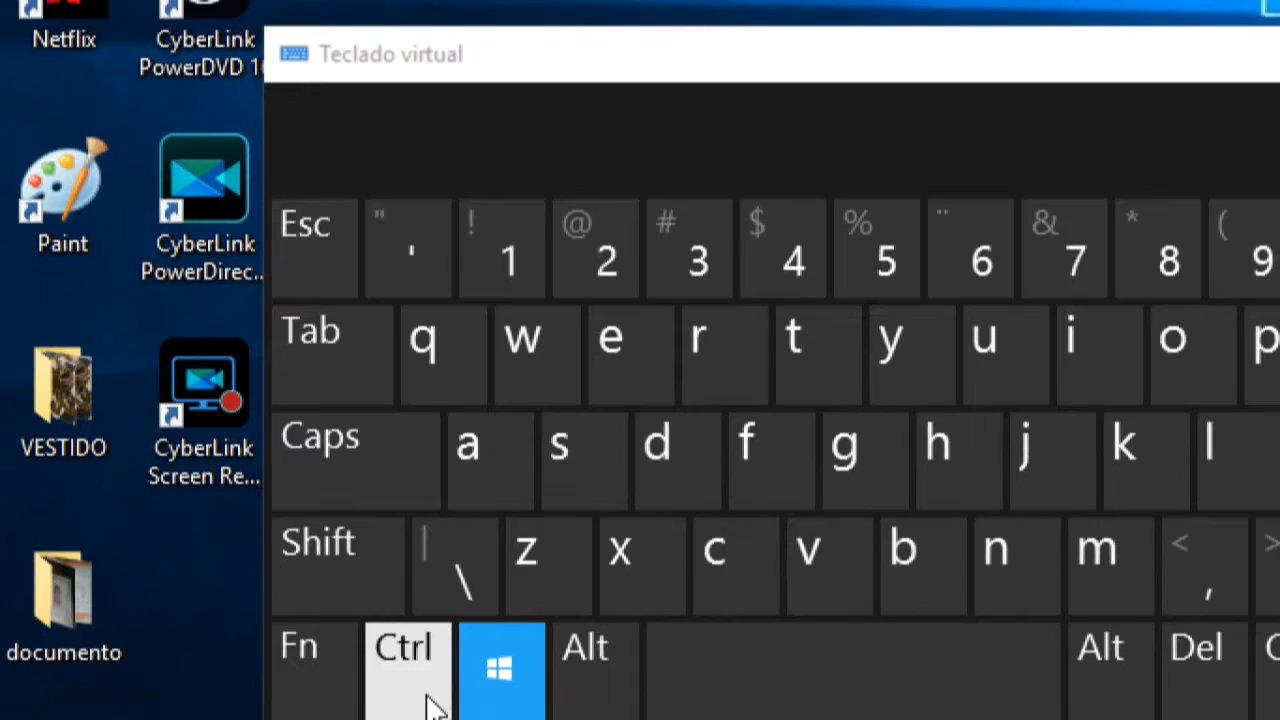 Netflix
CyberLink
PowerDVD 1
Teclado virtual
Paint
CyberLink
PowerDirec...
VESTIDO
CyberLink
Screen Re...
documento
Esc " ' ! 1 @ 2 # 3 $ 4 % 5 ¨ 6 & 7 * 8 ( 9
Tab q w e r t y u i o p
Caps a s d f g h j k l
Shift | \ z x c v b n m < , >
Fn Ctrl Alt Alt Del